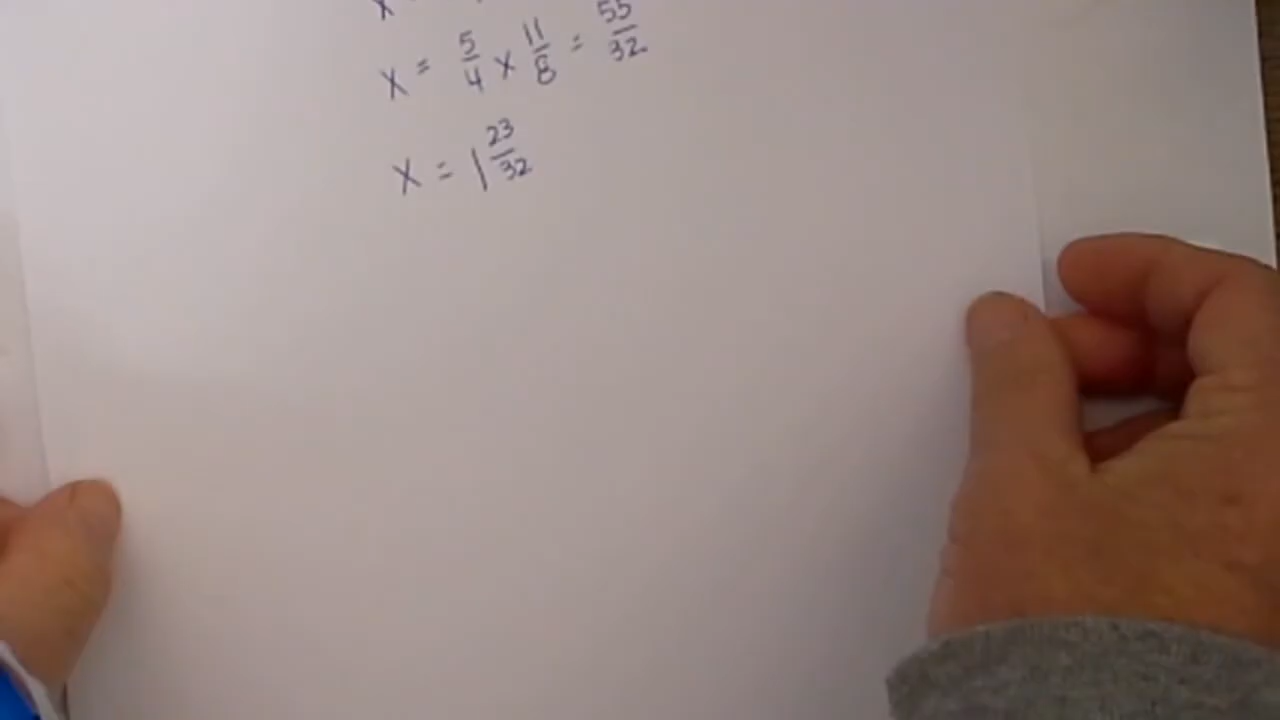 x
x = 5/4 x 11/8 = 55/32
x = 1 23/32